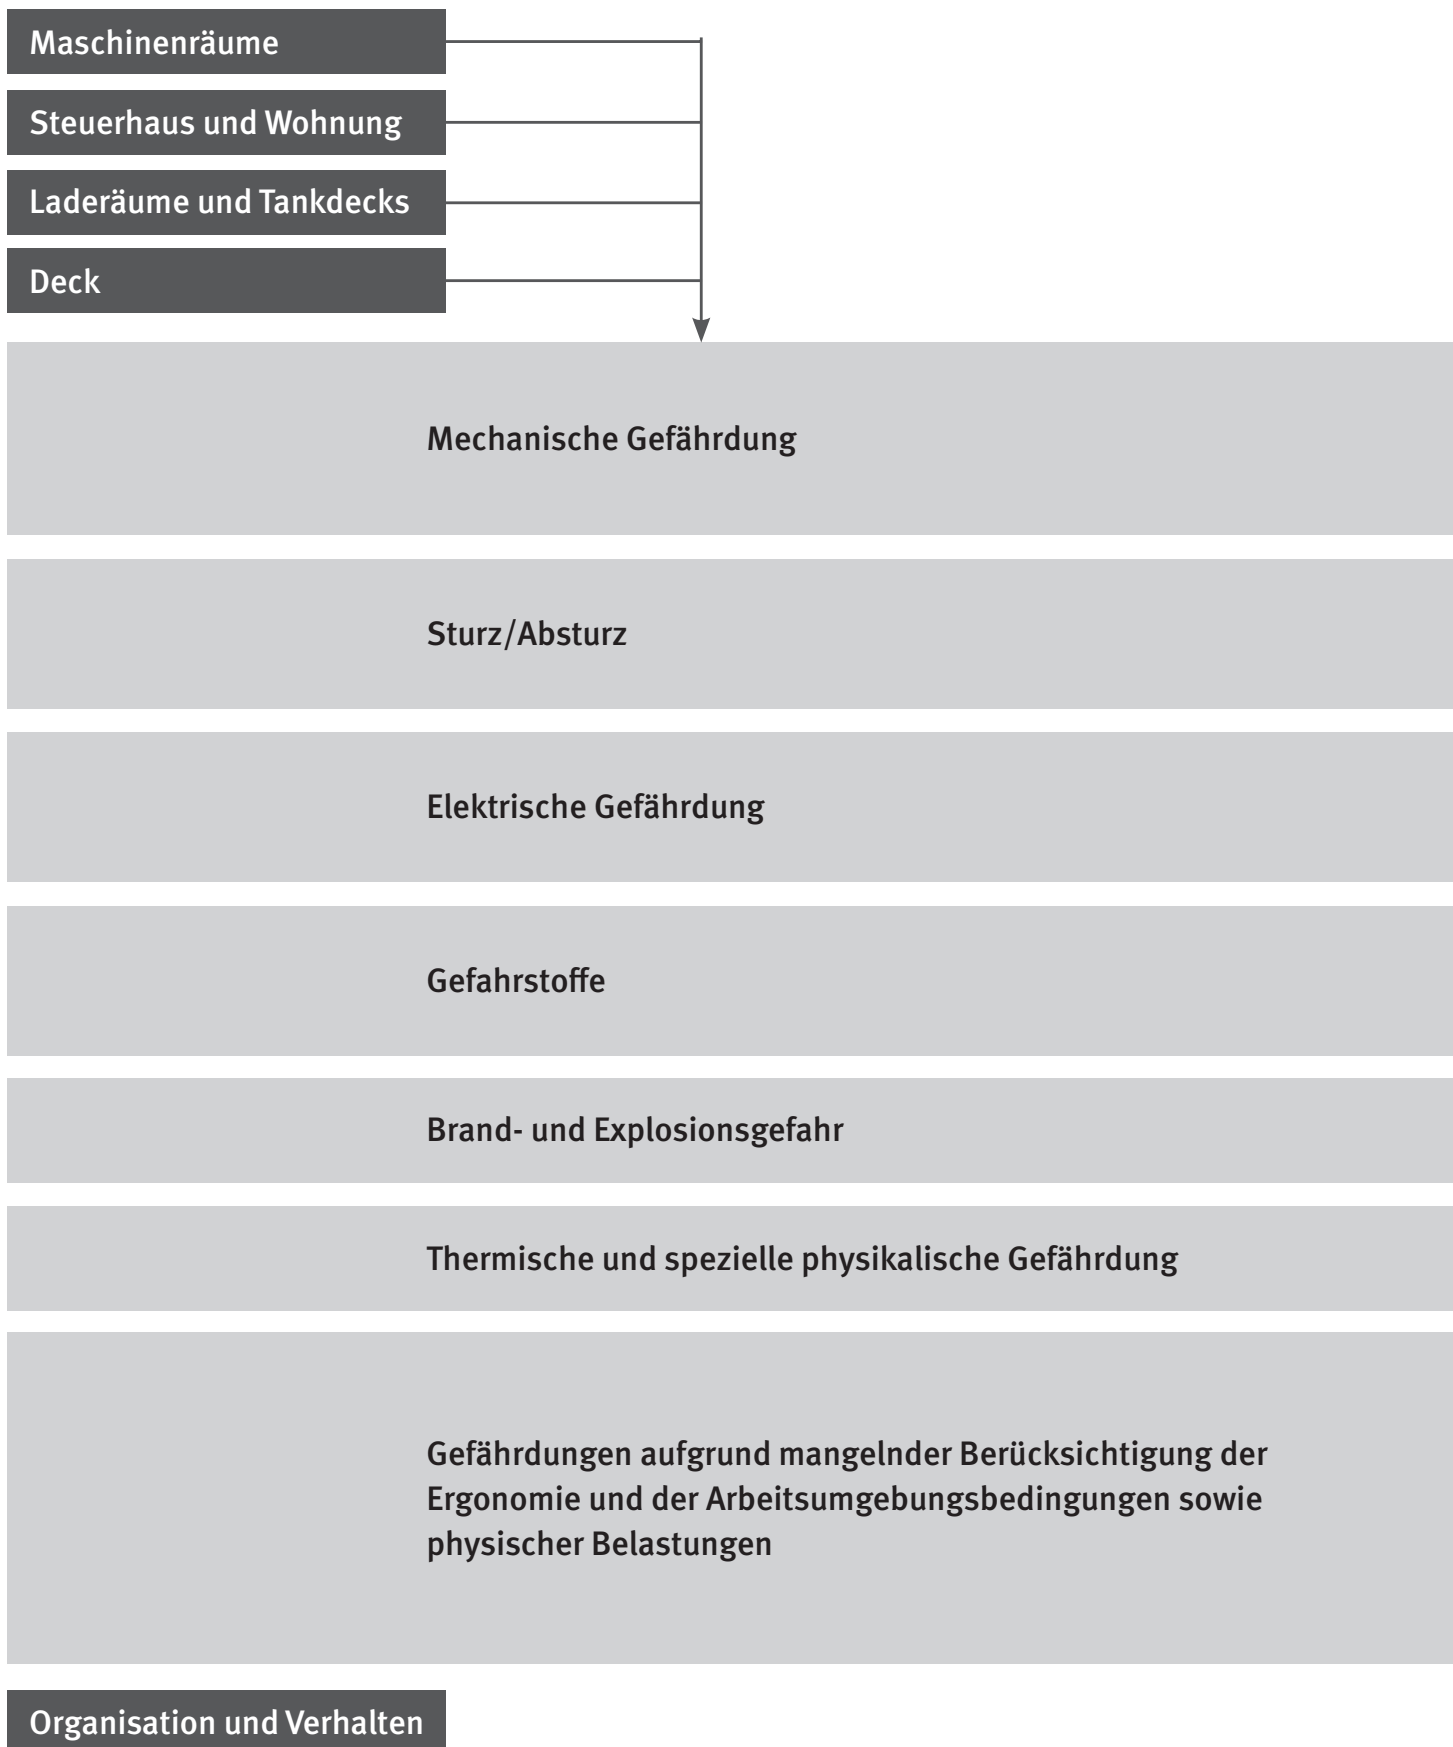 Maschinenräume
Steuerhaus und Wohnung
Laderäume und Tankdecks
Deck
Mechanische Gefährdung
Sturz/Absturz
Elektrische Gefährdung
Gefahrstoffe
Brand- und Explosionsgefahr
Thermische und spezielle physikalische Gefährdung
Gefährdungen aufgrund mangelnder Berücksichtigung der
Ergonomie und der Arbeitsumgebungsbedingungen sowie
physischer Belastungen
Organisation und Verhalten